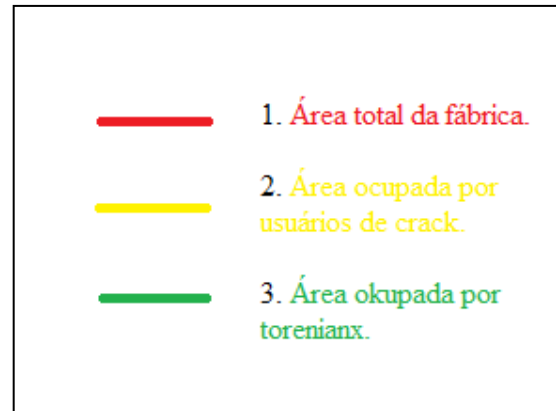 1. Área total da fábrica.
2. Área ocupada por
usuários de crack.
3. Área okupada por
torenianx.